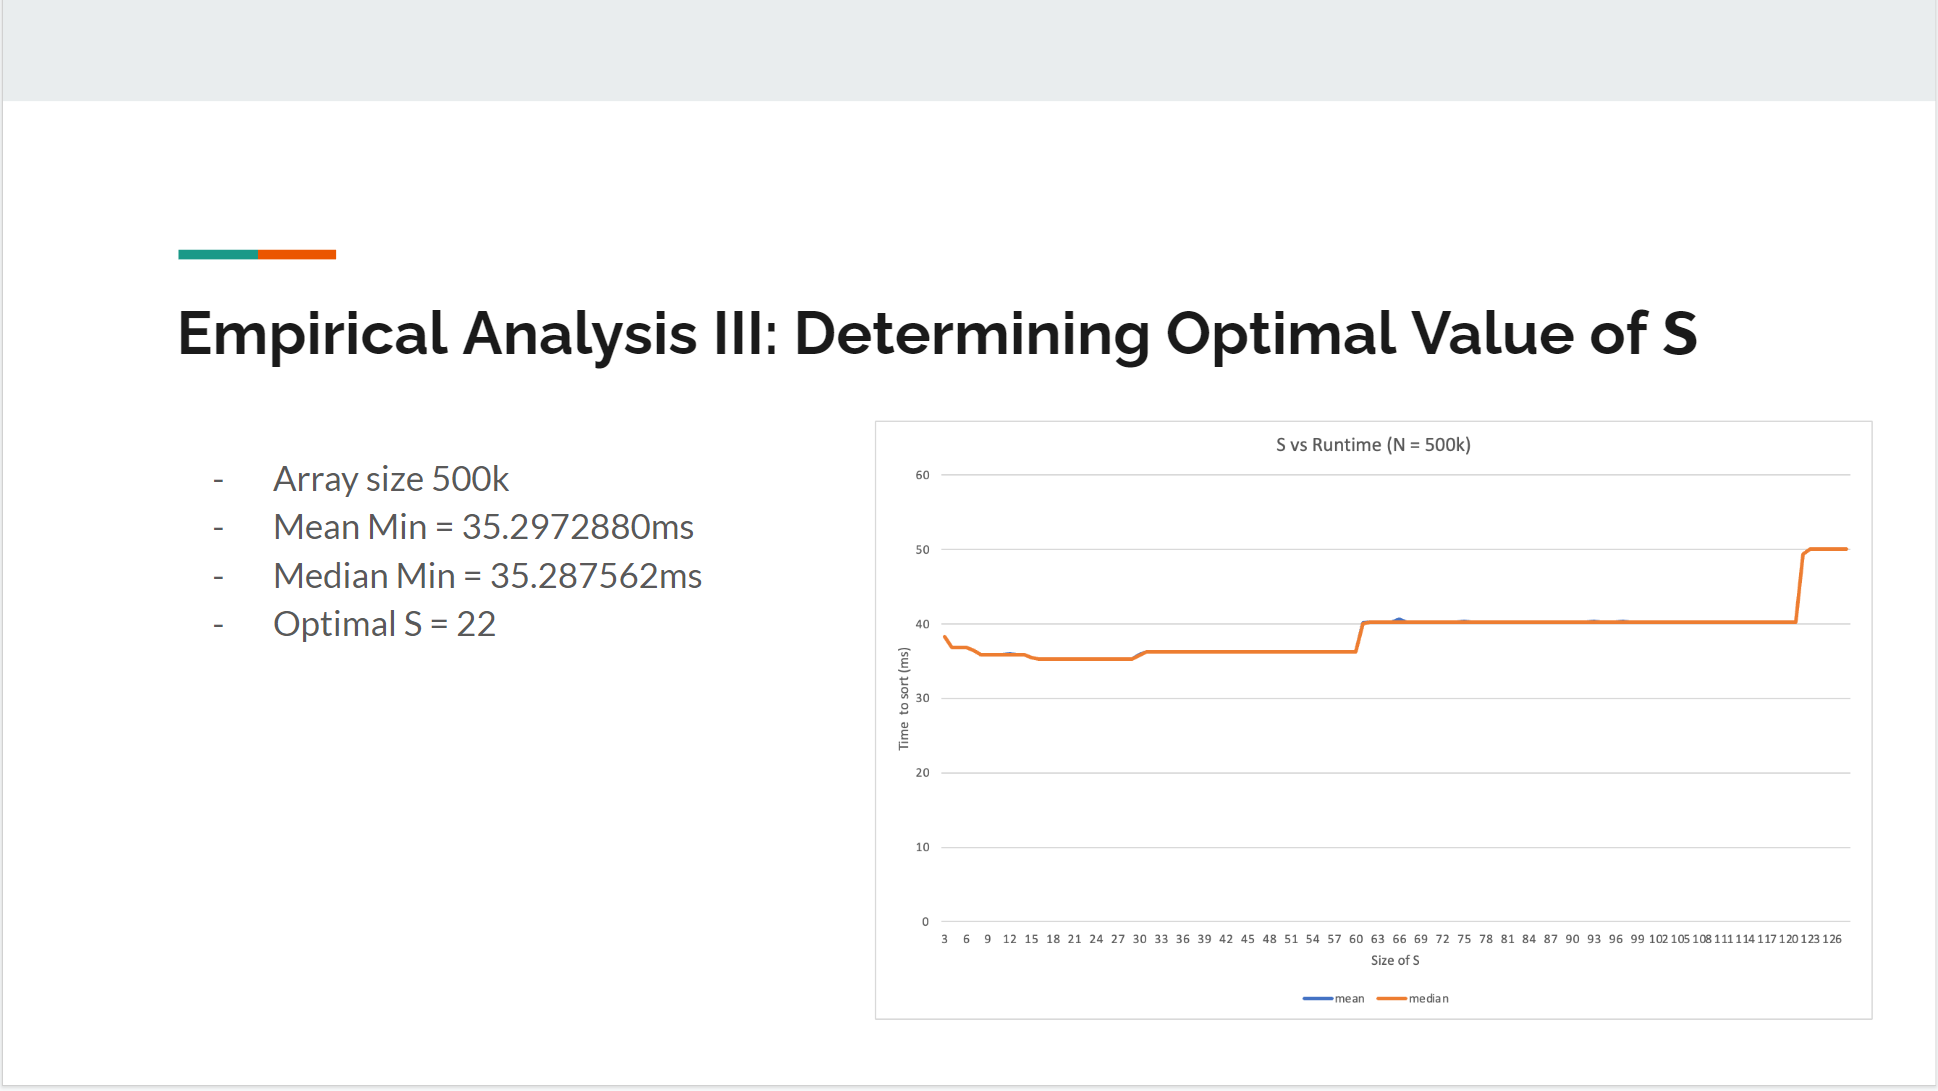 Empirical Analysis III: Determining Optimal Value of S
- Array size 500k
- Mean Min = 35.2972880ms
- Median Min = 35.287562ms
- Optimal S = 22
S vs Runtime (N = 500k)
60
50
40
30
20
10
0
Time to sort (ms)
3 6 9 12 15 18 21 24 27 30 33 36 39 42 45 48 51 54 57 60 63 66 69 72 75 78 81 84 87 90 93 96 99 102 105 108 111 114 117 120 123 126
Size of S
mean median